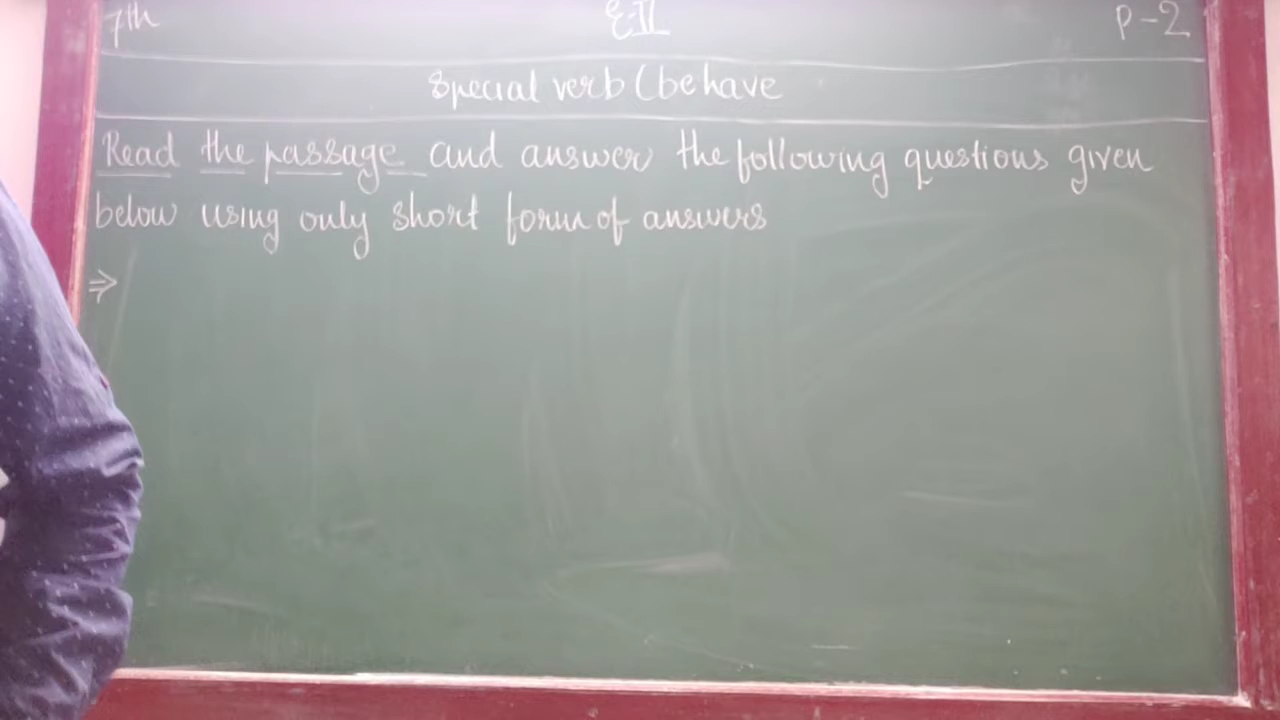 7th E-II P-2
Special verb (be have
Read the passage and answer the following questions given
below using only short form of answers
⇒